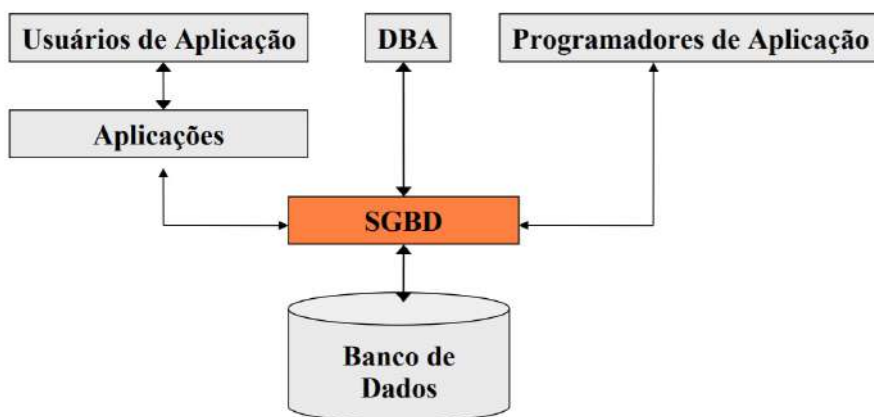 Usuários de Aplicação
DBA
Programadores de Aplicação
Aplicações
SGBD
Banco de
Dados